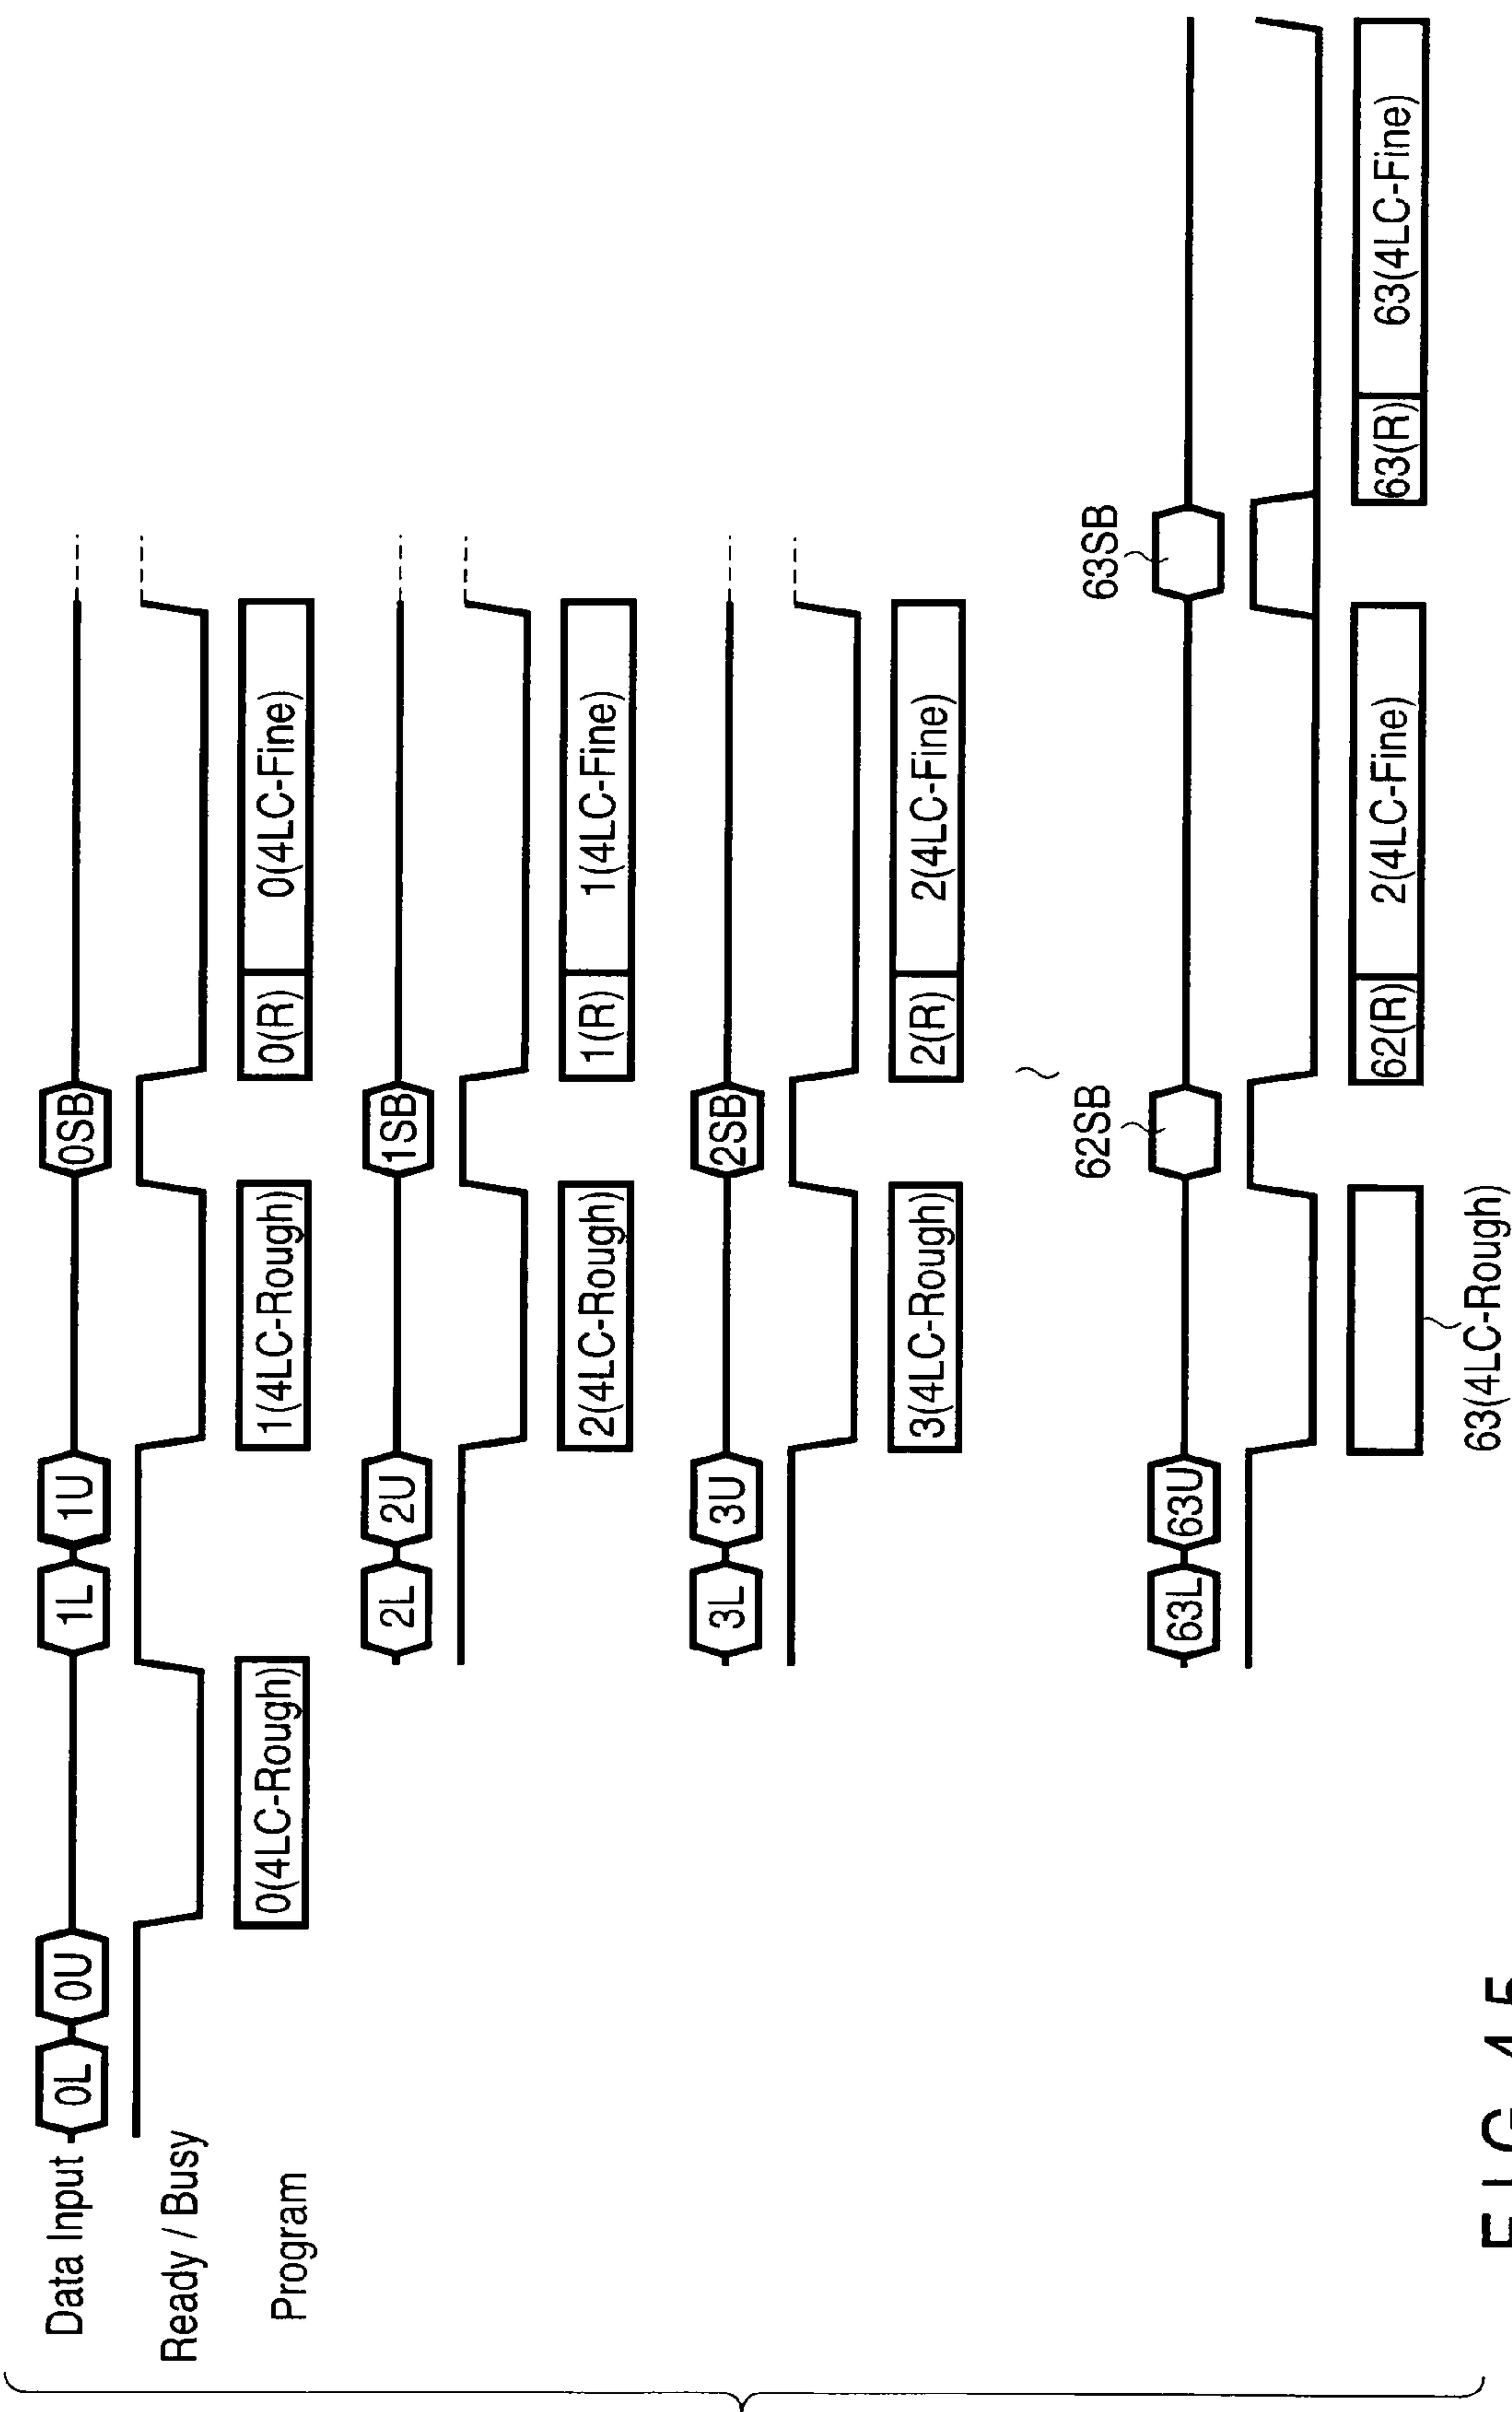 Data Input
0L 0U 1L 1U 0SB
Ready / Busy
Program
0(4LC-Rough) 1(4LC-Rough) 0(R) 0(4LC-Fine)
2L 2U 1SB
2(4LC-Rough) 1(R) 1(4LC-Fine)
3L 3U 2SB
3(4LC-Rough) 2(R) 2(4LC-Fine)
62SB 63SB
63L 63U
62(R) 2(4LC-Fine) 63(R) 63(4LC-Fine)
63(4LC-Rough)
FIG. 45